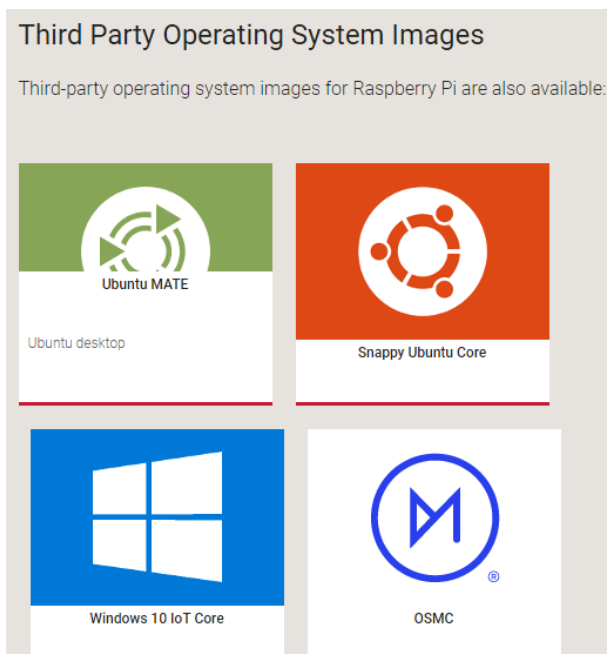 Third Party Operating System Images
Third-party operating system images for Raspberry Pi are also available:
Ubuntu MATE
Ubuntu desktop
Snappy Ubuntu Core
®
Windows 10 IoT Core
OSMC